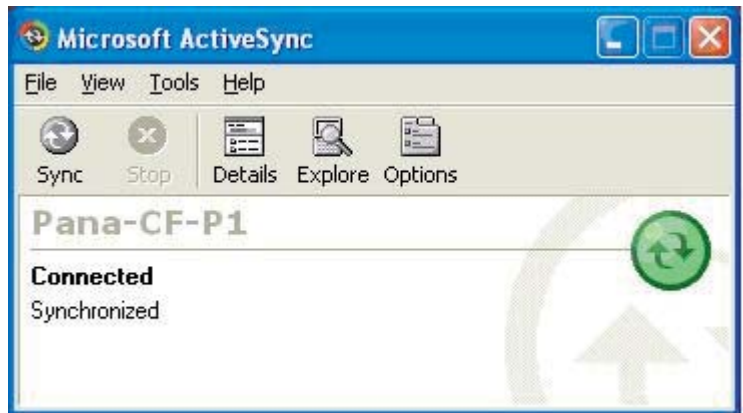 Microsoft ActiveSync
File View Tools Help
Sync Stop Details Explore Options
Pana-CF-P1
Connected
Synchronized